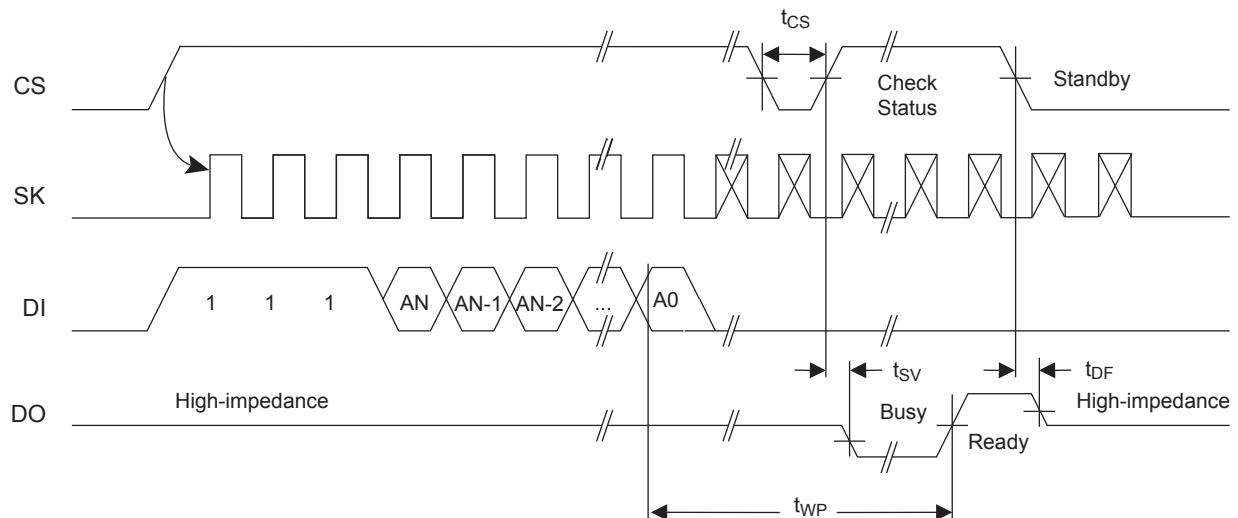 tCS
CS
Check
Status
Standby
SK
DI
1 1 1 AN AN-1 AN-2 ... A0
tSV
tDF
DO
High-impedance
Busy
Ready
High-impedance
tWP